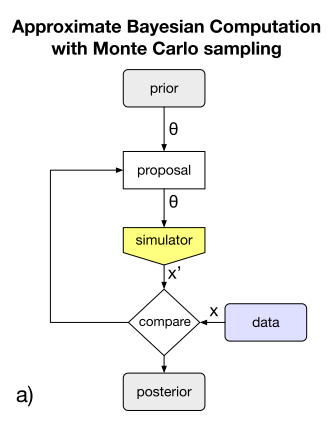 Approximate Bayesian Computation
with Monte Carlo sampling
prior
θ
proposal
θ
simulator
x'
compare
x
data
posterior
a)